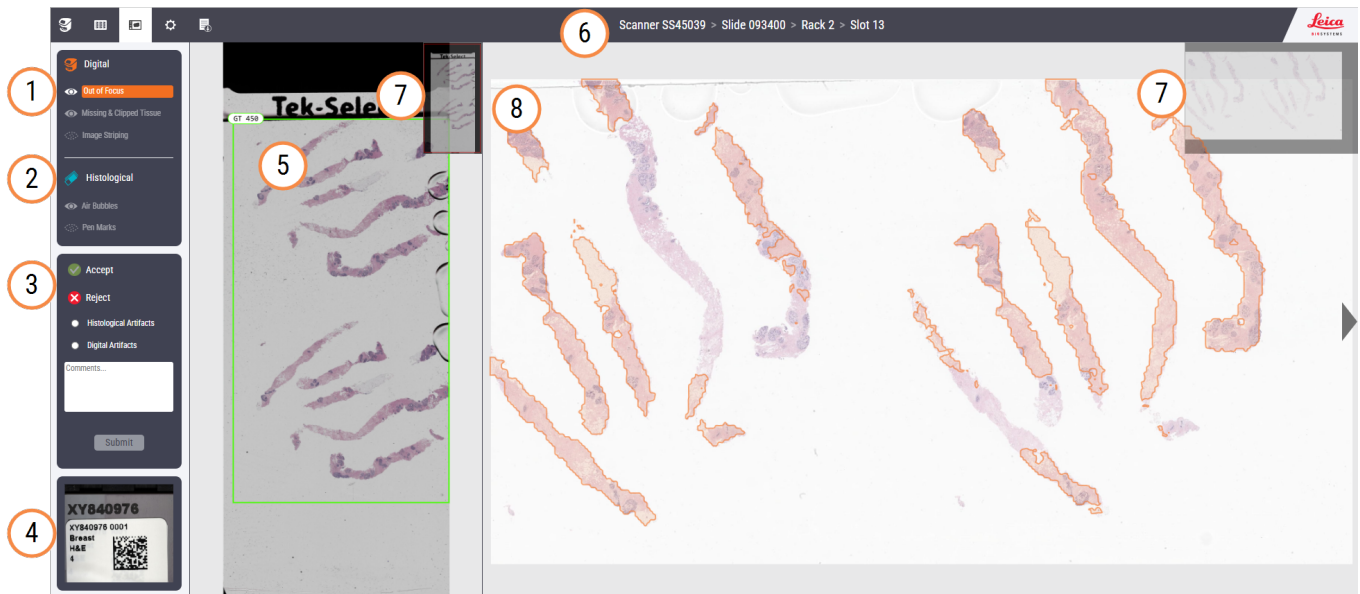 Scanner SS45039 > Slide 093400 > Rack 2 > Slot 13
6
Leica
BIOSYSTEMS
1
Digital
Out of Focus
Missing & Clipped Tissue
Image Striping
2
Histological
Air Bubbles
Pen Marks
3
Accept
Reject
Histological Artifacts
Digital Artifacts
Comments...
Submit
4
XY840976
XY840976 0001
Breast
H&E
4
Tek-Sele
GT 450
5
7
Tek-Select
8
7